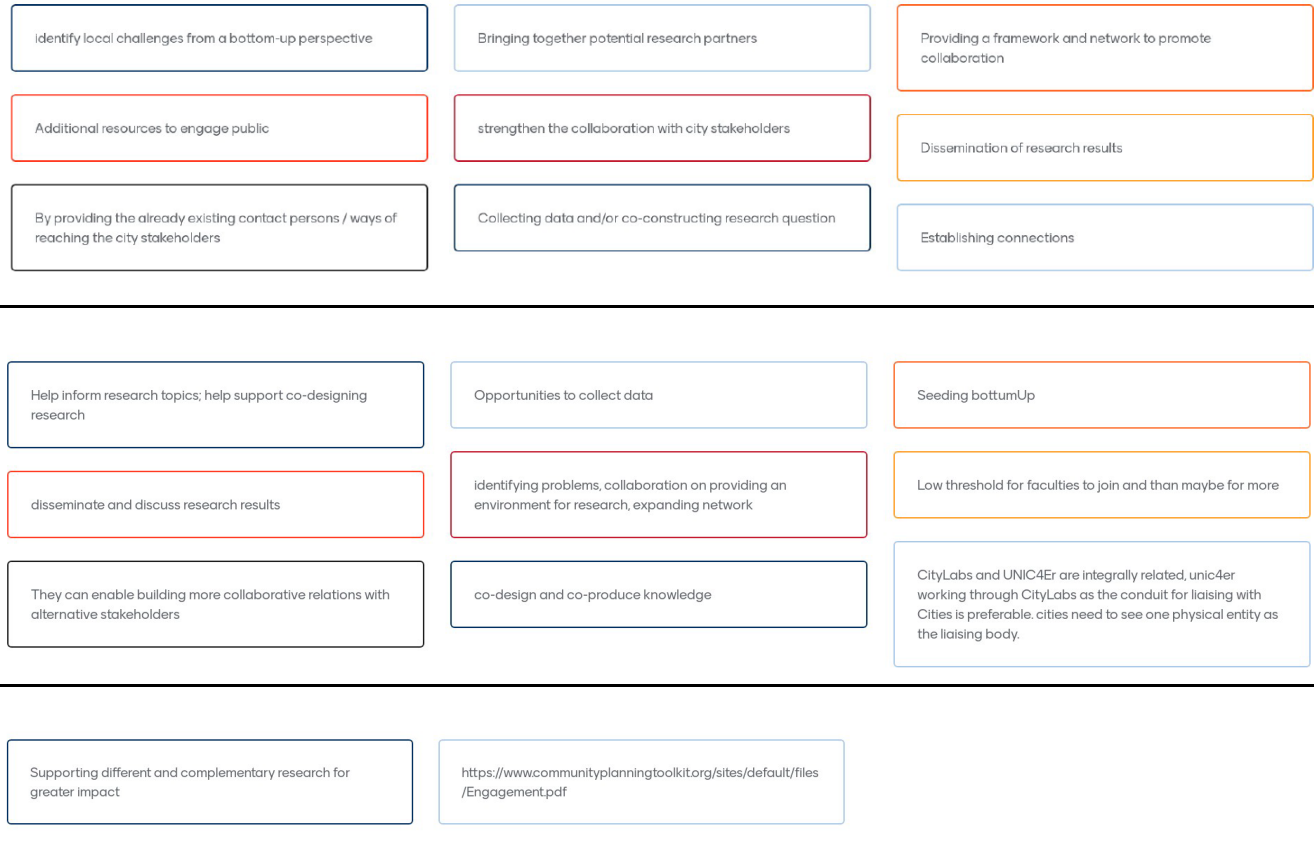 identify local challenges from a bottom-up perspective
Bringing together potential research partners
Providing a framework and network to promote
collaboration
Additional resources to engage public
strengthen the collaboration with city stakeholders
Dissemination of research results
By providing the already existing contact persons / ways of
reaching the city stakeholders
Collecting data and/or co-constructing research question
Establishing connections
Help inform research topics; help support co-designing
research
Opportunities to collect data
Seeding bottumUp
disseminate and discuss research results
identifying problems, collaboration on providing an
environment for research, expanding network
Low threshold for faculties to join and than maybe for more
They can enable building more collaborative relations with
alternative stakeholders
co-design and co-produce knowledge
CityLabs and UNIC4Er are integrally related, unic4er
working through CityLabs as the conduit for liaising with
Cities is preferable. cities need to see one physical entity as
the liaising body.
Supporting different and complementary research for
greater impact
https://www.communityplanningtoolkit.org/sites/default/files
/Engagement.pdf